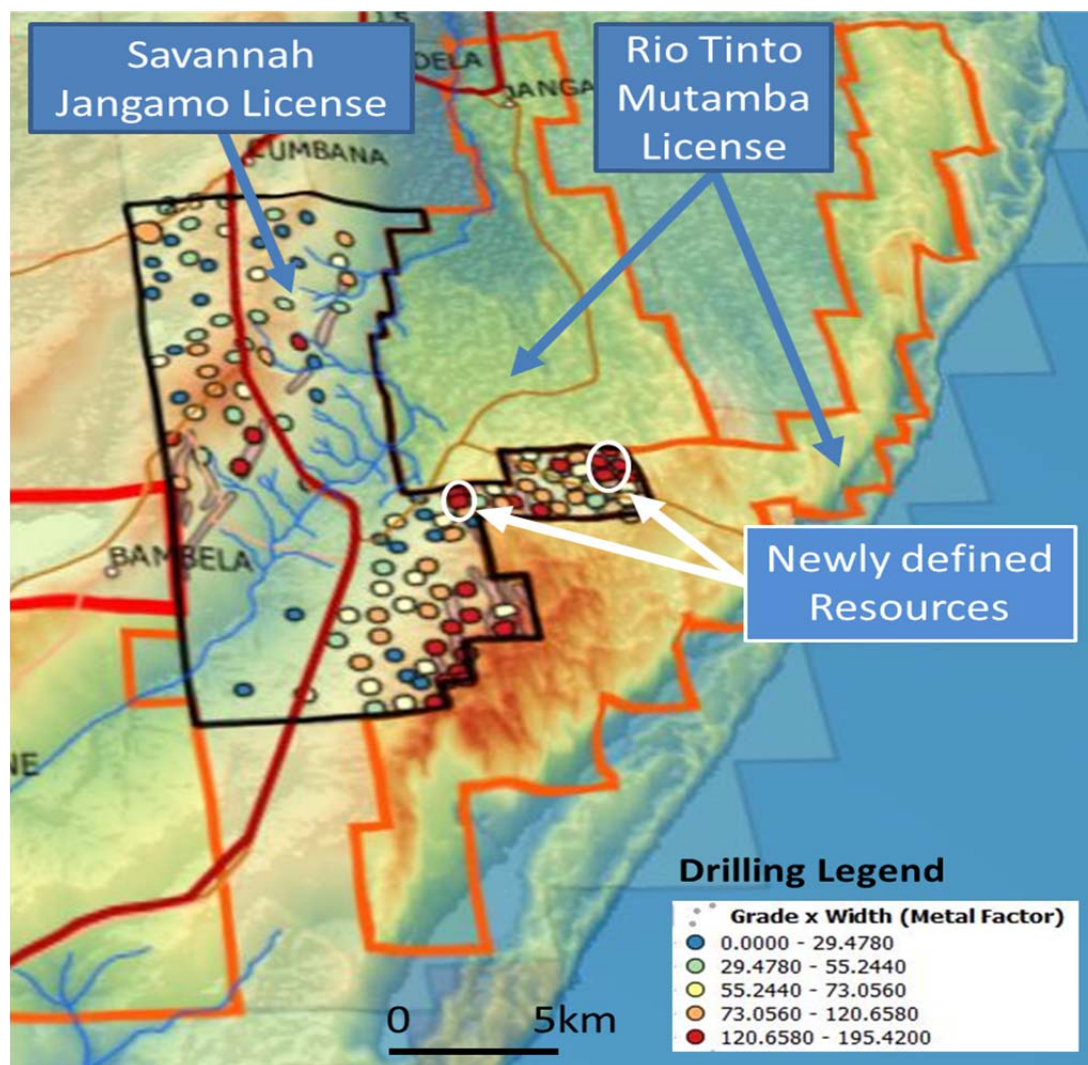 Savannah
Jangamo License
Rio Tinto
Mutamba
License
DELA
JANGA
CUMBANA
BAMBELA
NE
Newly defined
Resources
Drilling Legend
Grade x Width (Metal Factor)
0.0000 - 29.4780
29.4780 - 55.2440
55.2440 - 73.0560
73.0560 - 120.6580
120.6580 - 195.4200
0 5km